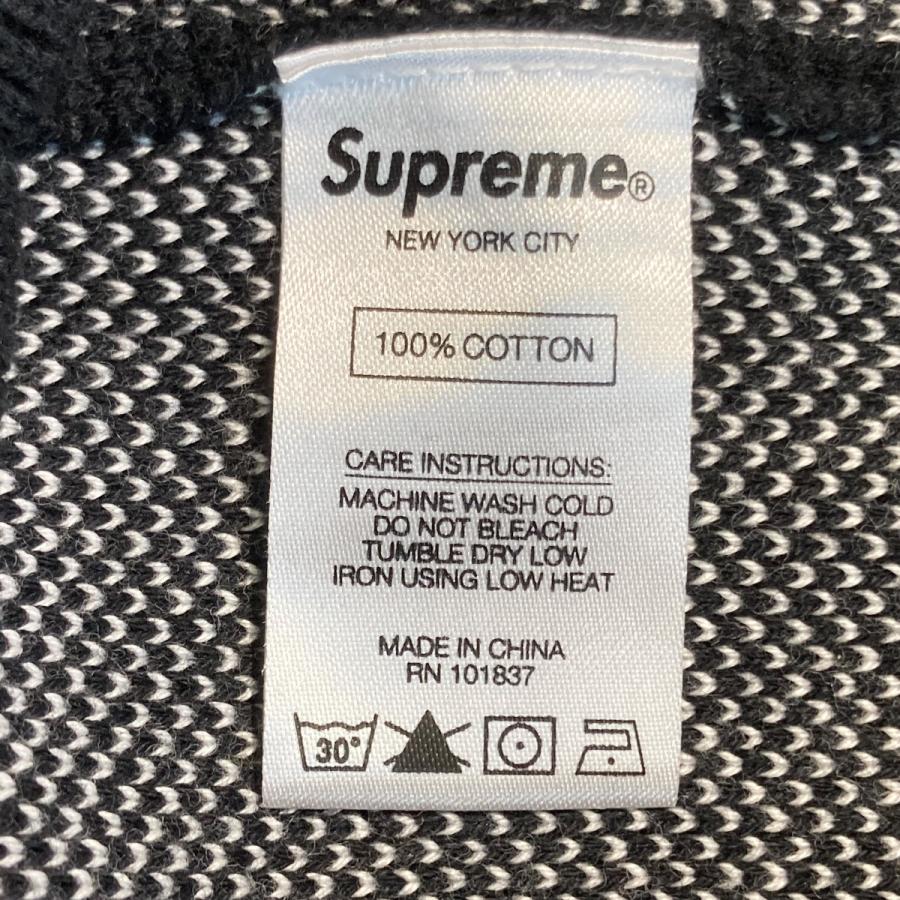 Supreme®
NEW YORK CITY
100% COTTON
CARE INSTRUCTIONS:
MACHINE WASH COLD
DO NOT BLEACH
TUMBLE DRY LOW
IRON USING LOW HEAT
MADE IN CHINA
RN 101837
30°